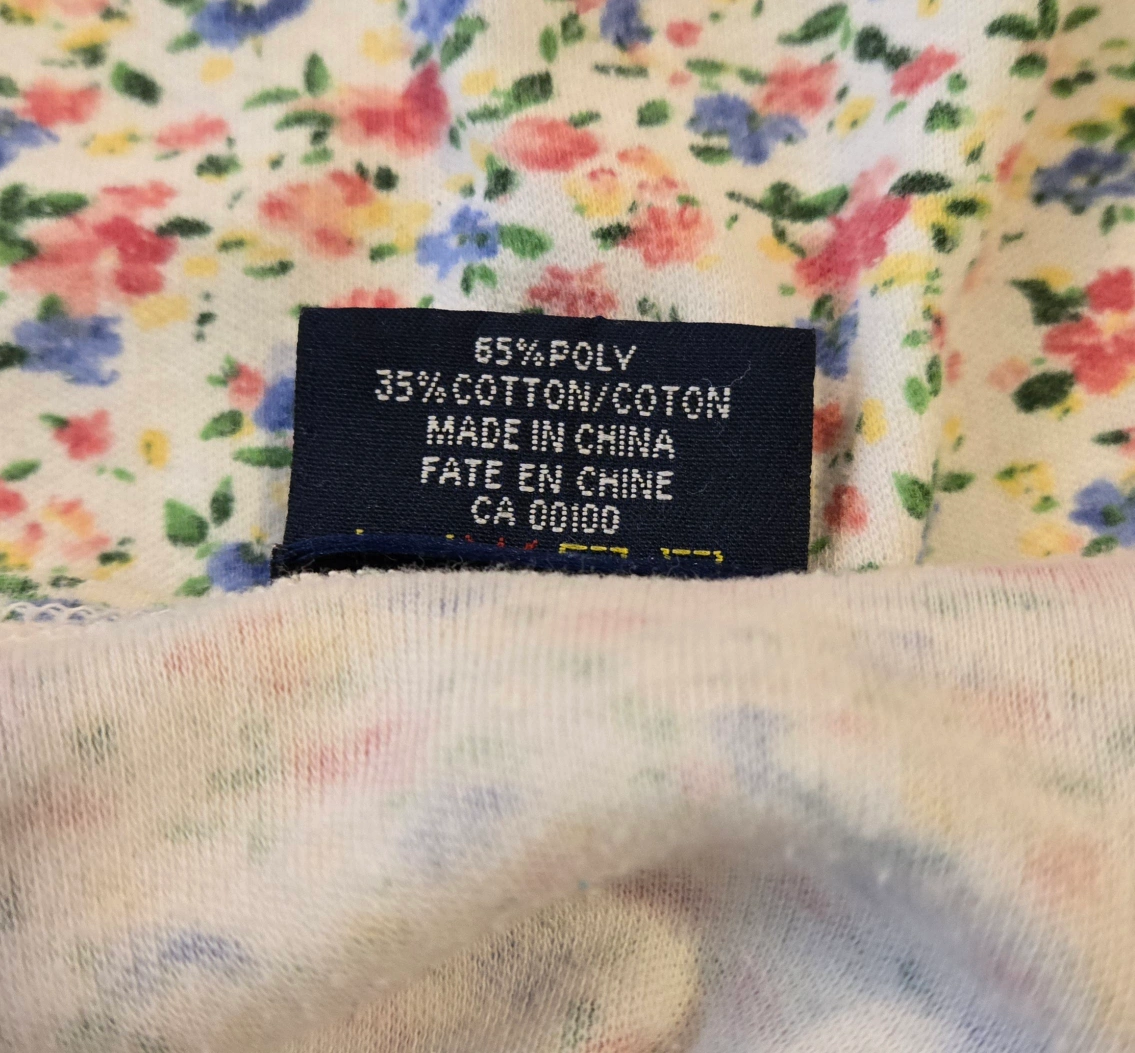 65%POLY
35%COTTON/COTON
MADE IN CHINA
FATE EN CHINE
CA 00100